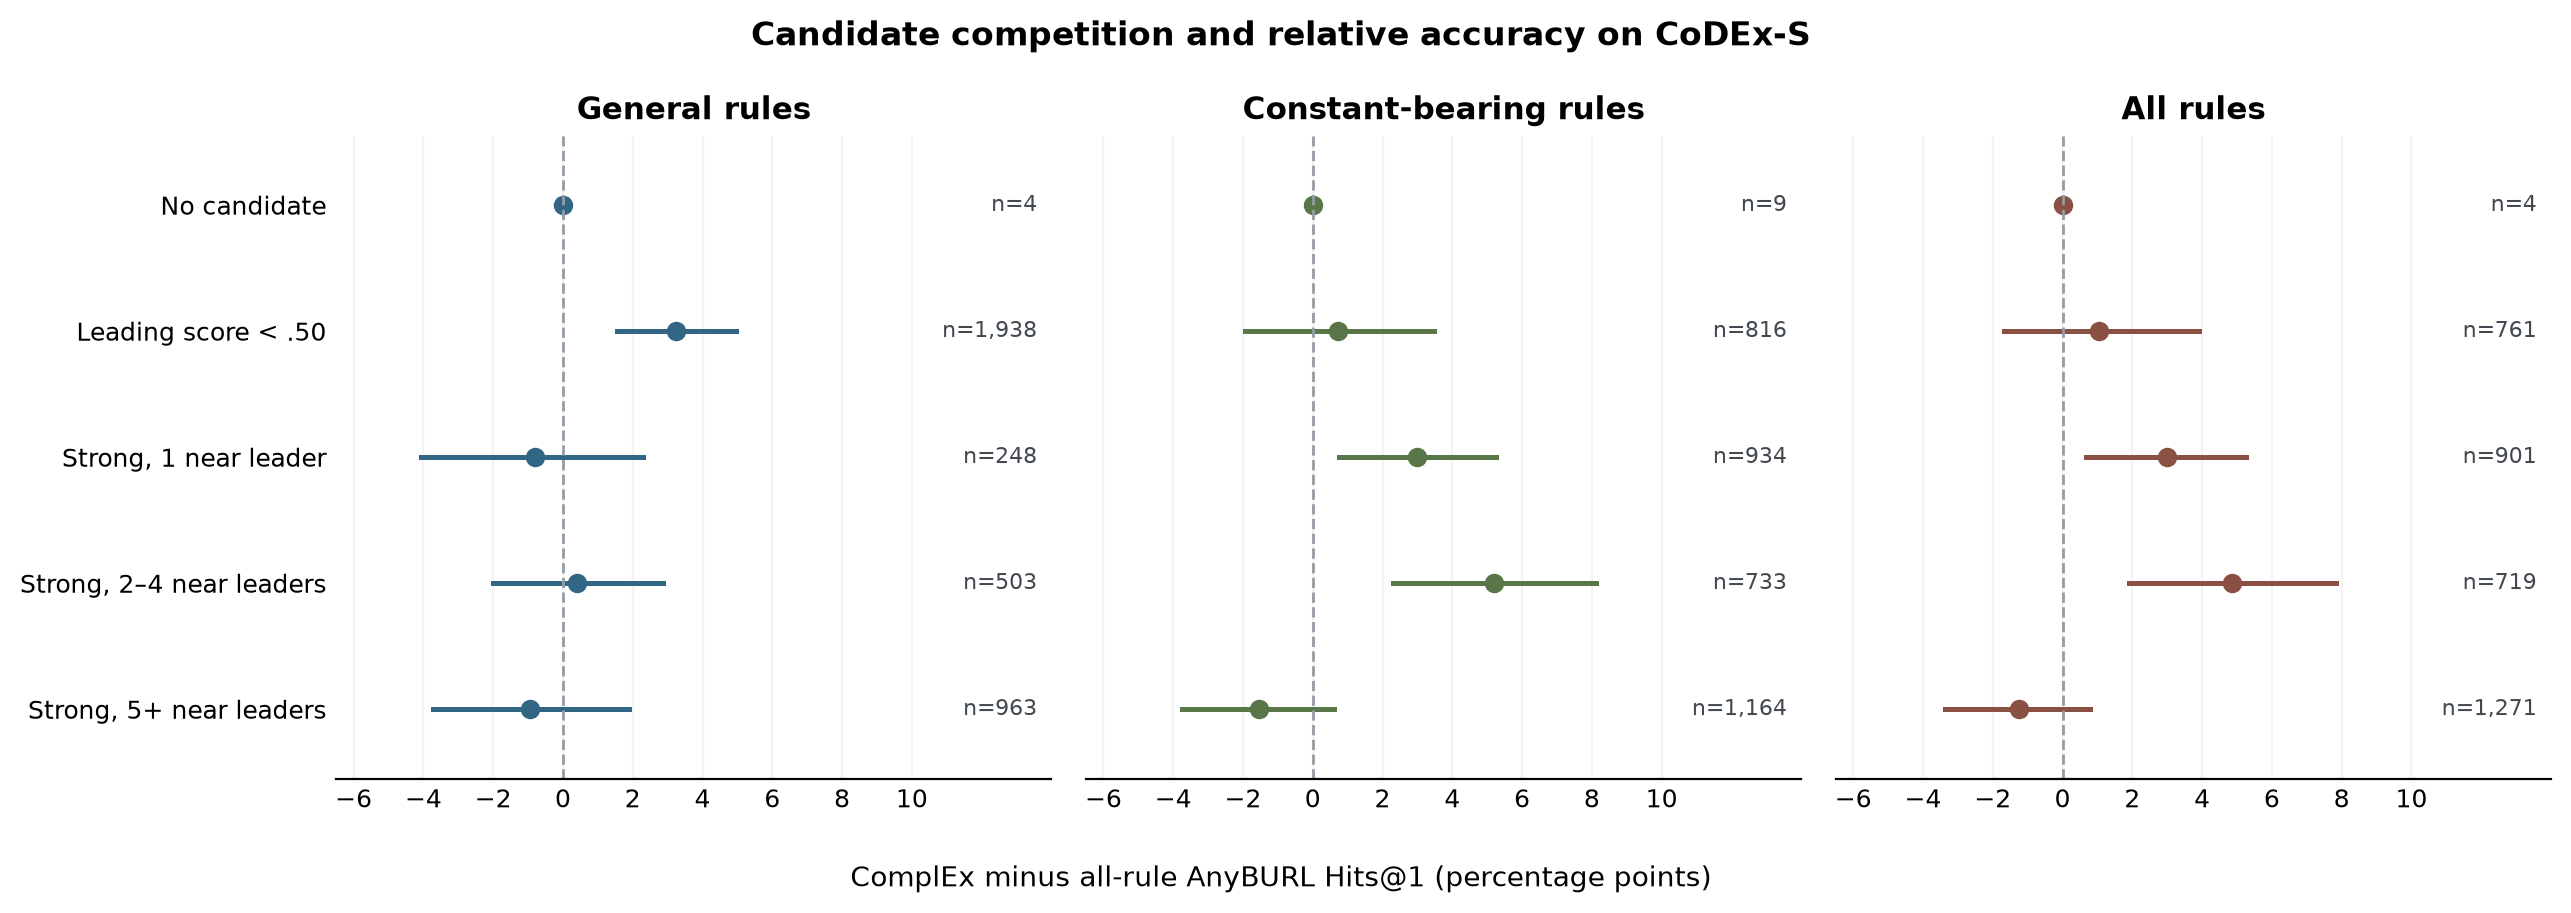 Candidate competition and relative accuracy on CoDEx-S
General rules
Constant-bearing rules
All rules
No candidate
n=4
n=9
n=4
Leading score < .50
n=1,938
n=816
n=761
Strong, 1 near leader
n=248
n=934
n=901
Strong, 2–4 near leaders
n=503
n=733
n=719
Strong, 5+ near leaders
n=963
n=1,164
n=1,271
−6 −4 −2 0 2 4 6 8 10
−6 −4 −2 0 2 4 6 8 10
−6 −4 −2 0 2 4 6 8 10
ComplEx minus all-rule AnyBURL Hits@1 (percentage points)